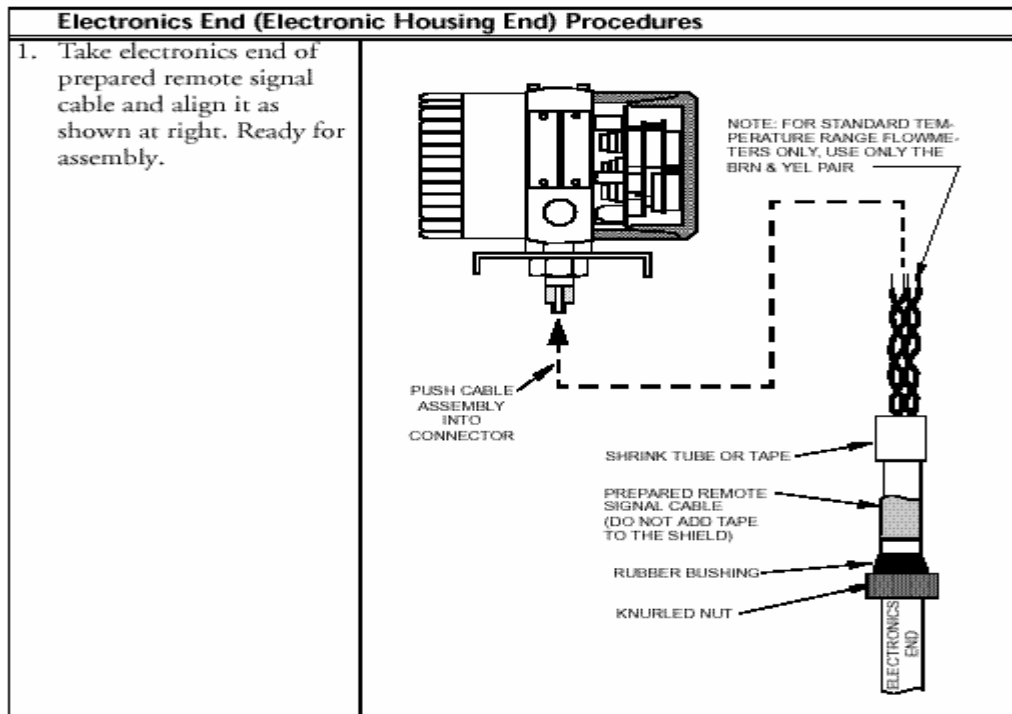 Electronics End (Electronic Housing End) Procedures
1. Take electronics end of
prepared remote signal
cable and align it as
shown at right. Ready for
assembly.
NOTE: FOR STANDARD TEM-
PERATURE RANGE FLOWME-
TERS ONLY, USE ONLY THE
BRN & YEL PAIR
PUSH CABLE
ASSEMBLY
INTO
CONNECTOR
SHRINK TUBE OR TAPE
PREPARED REMOTE
SIGNAL CABLE
(DO NOT ADD TAPE
TO THE SHIELD)
RUBBER BUSHING
KNURLED NUT
ELECTRONICS
END